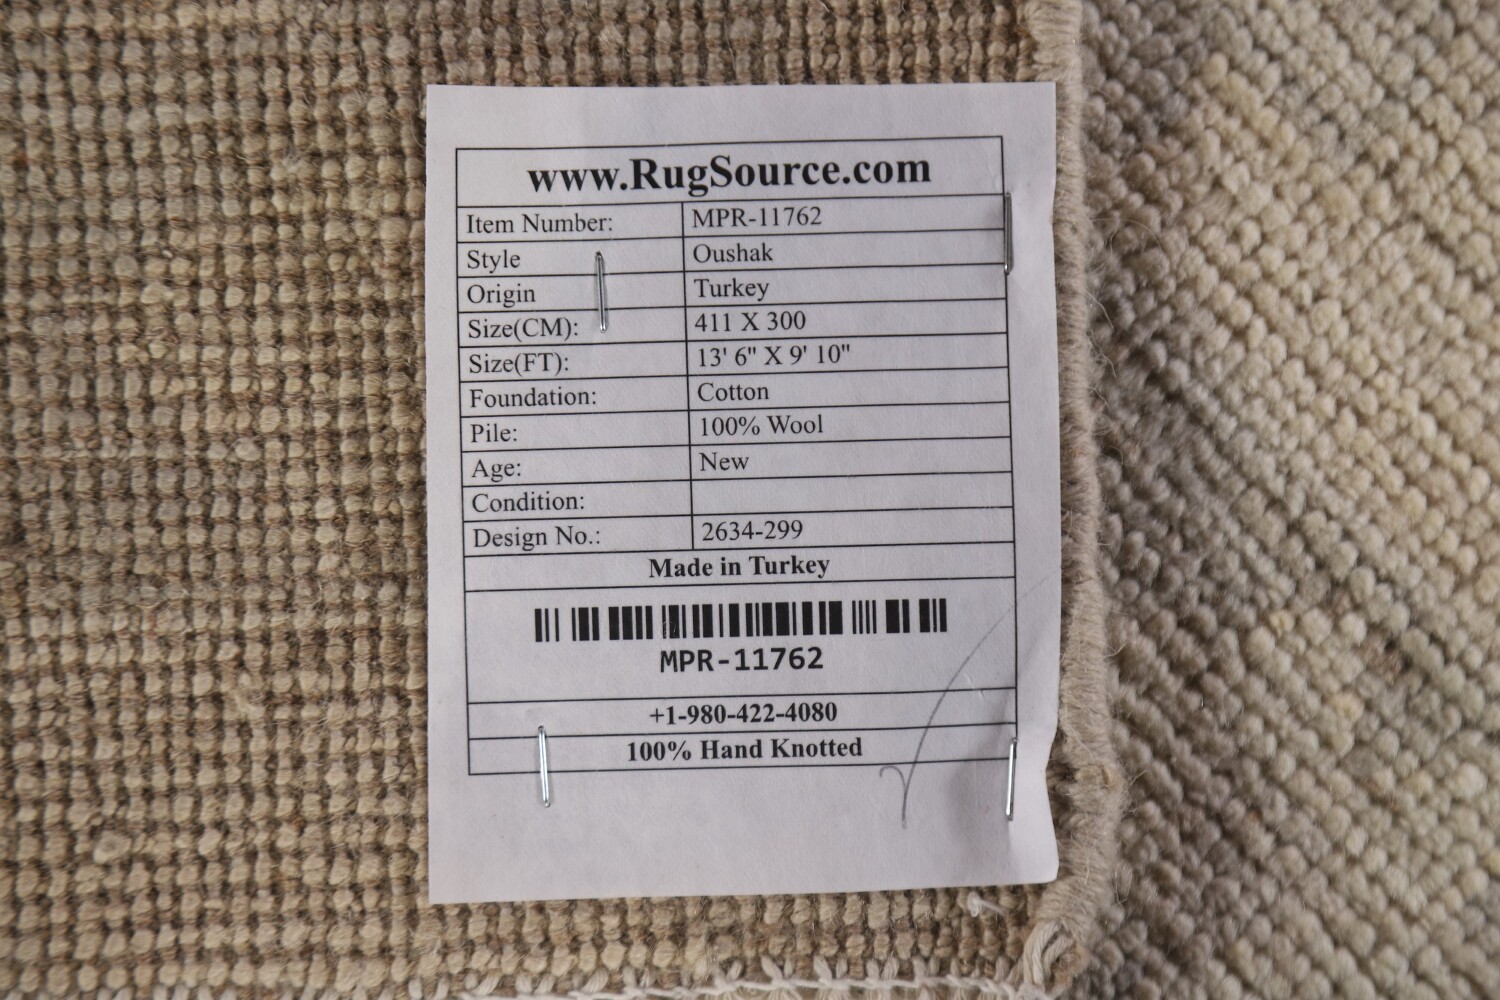 www.RugSource.com
Item Number: MPR-11762
Style Oushak
Origin Turkey
Size(CM): 411 X 300
Size(FT): 13' 6" X 9' 10"
Foundation: Cotton
Pile: 100% Wool
Age: New
Condition:
Design No.: 2634-299
Made in Turkey
MPR-11762
+1-980-422-4080
100% Hand Knotted